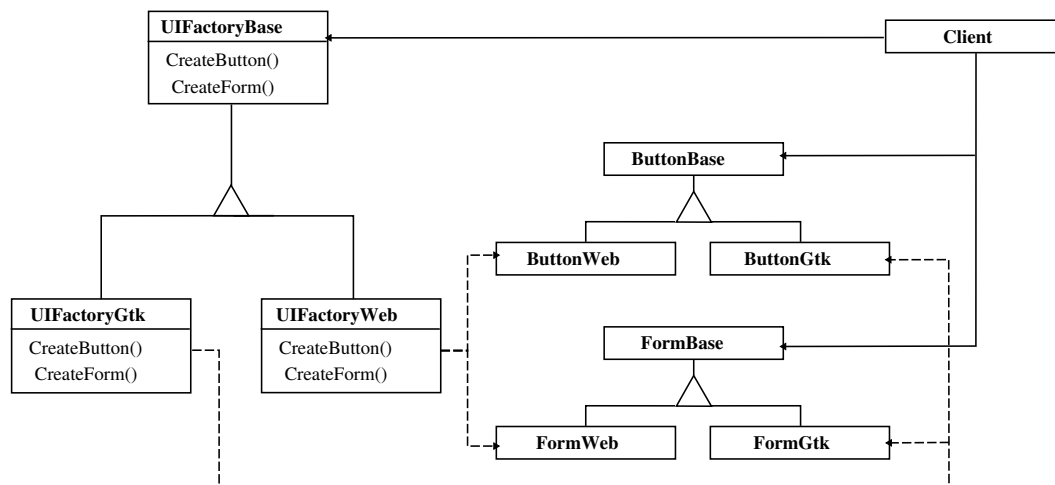 UIFactoryBase
CreateButton()
CreateForm()
Client
ButtonBase
ButtonWeb
ButtonGtk
UIFactoryGtk
CreateButton()
CreateForm()
UIFactoryWeb
CreateButton()
CreateForm()
FormBase
FormWeb
FormGtk